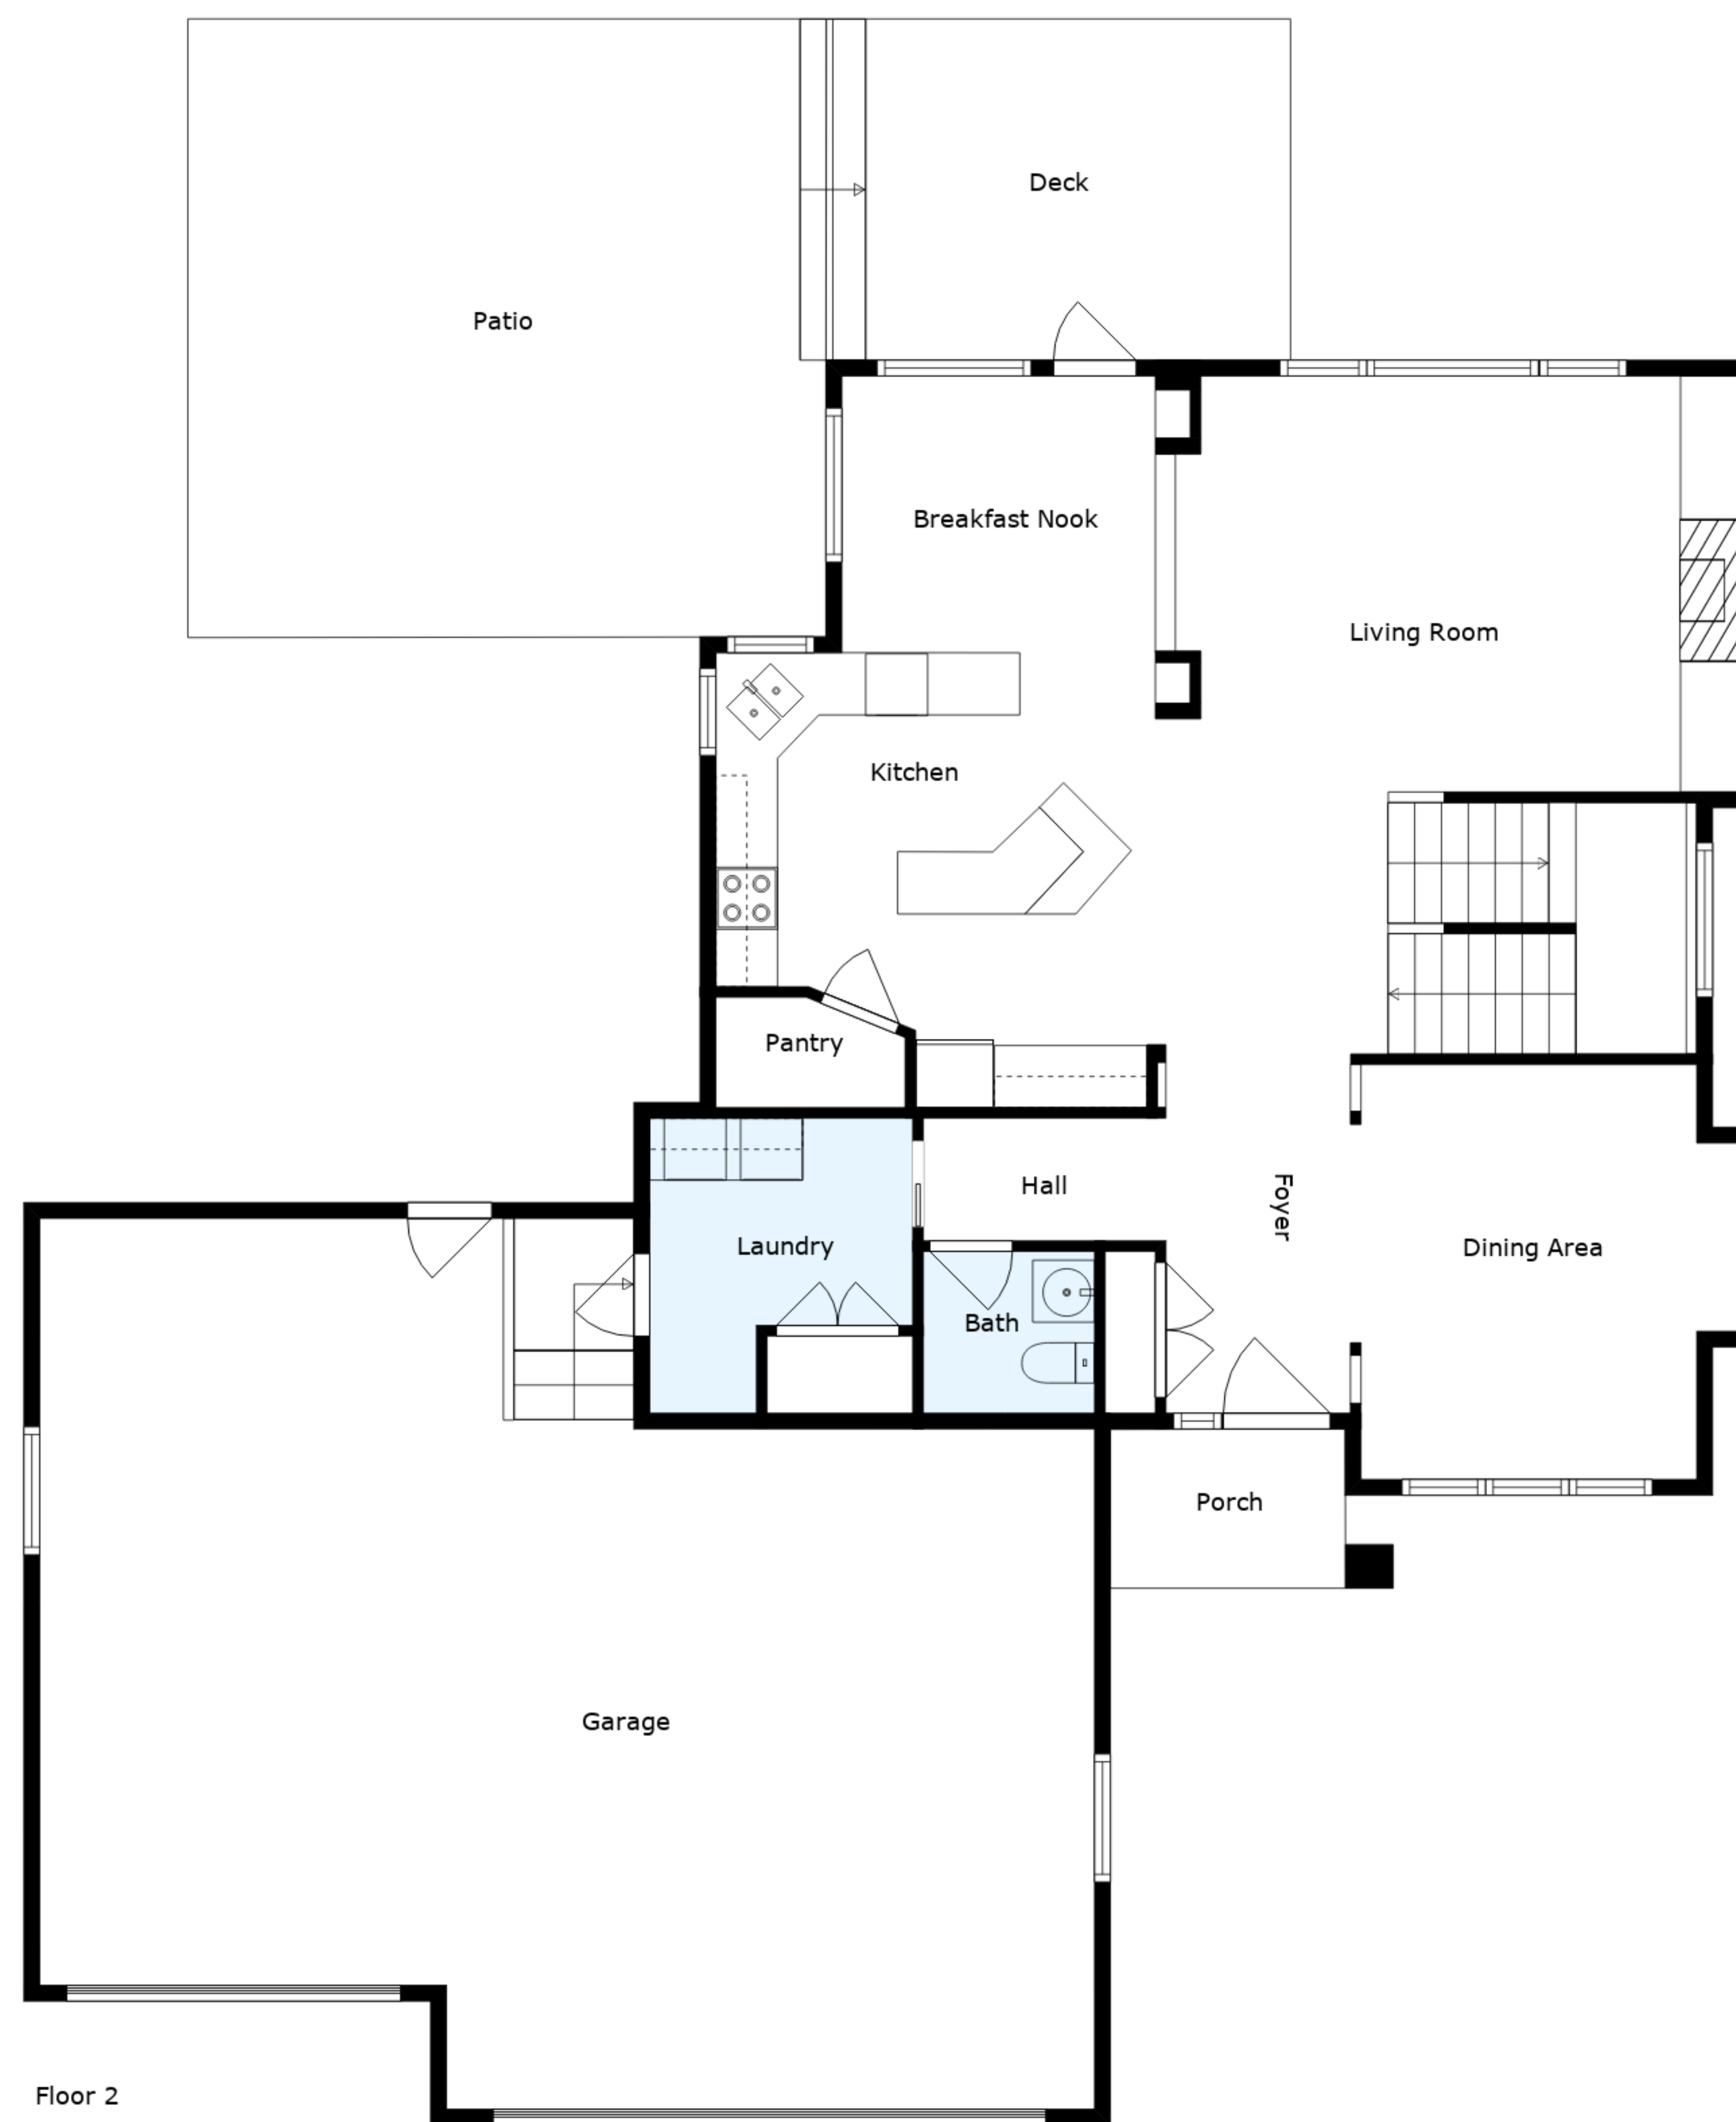 Deck
Patio
Breakfast Nook
Living Room
Kitchen
Pantry
Hall
Foyer
Laundry
Dining Area
Bath
Porch
Garage
Floor 2